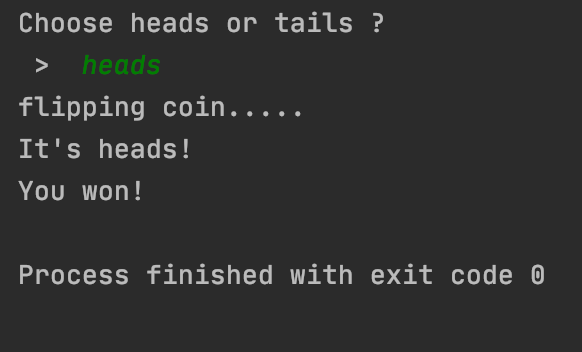 Choose heads or tails ?
 >  heads
flipping coin.....
It's heads!
You won!
Process finished with exit code 0